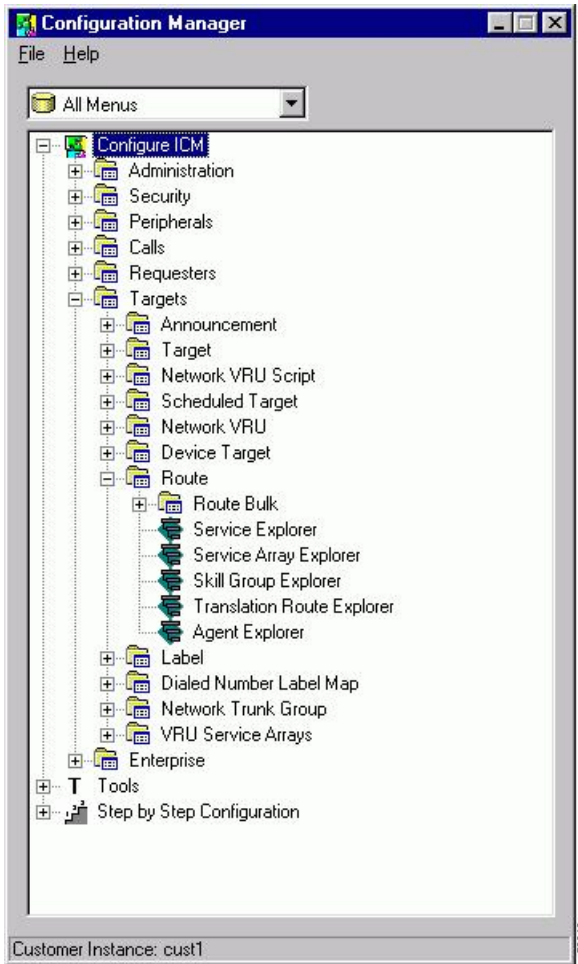 Configuration Manager
File Help
All Menus
Configure ICM
Administration
Security
Peripherals
Calls
Requesters
Targets
Announcement
Target
Network VRU Script
Scheduled Target
Network VRU
Device Target
Route
Route Bulk
Service Explorer
Service Array Explorer
Skill Group Explorer
Translation Route Explorer
Agent Explorer
Label
Dialed Number Label Map
Network Trunk Group
VRU Service Arrays
Enterprise
T Tools
Step by Step Configuration
Customer Instance: cust1